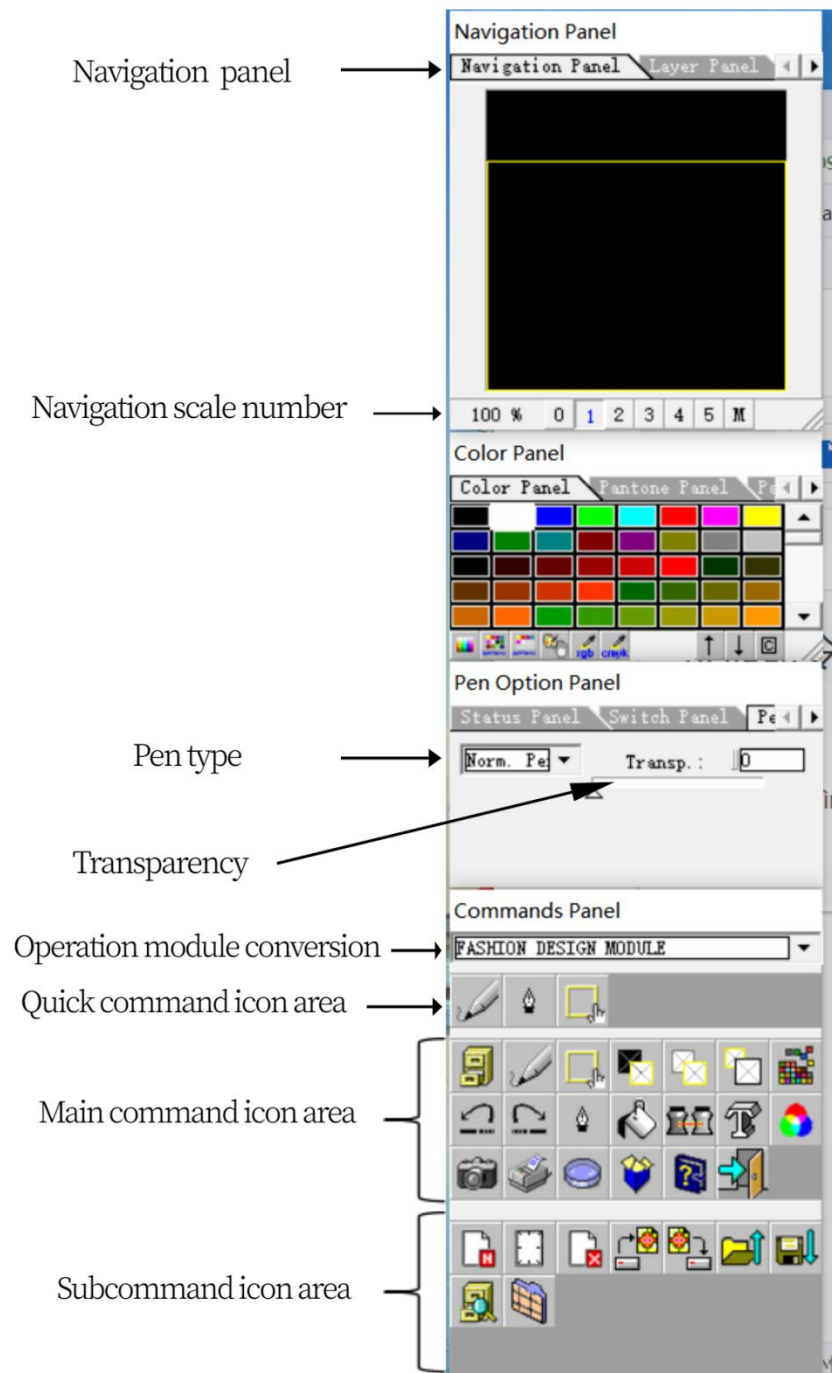 Navigation Panel
Navigation panel
Navigation Panel Layer Panel
Navigation scale number
100 % 0 1 2 3 4 5 M
Color Panel
Color Panel Pantone Panel
rgb cmyk
C
Pen Option Panel
Status Panel Switch Panel Pe
Pen type
Norm. Pe Transp.: 0
Transparency
Commands Panel
Operation module conversion
FASHION DESIGN MODULE
Quick command icon area
Main command icon area
T
?
N
Subcommand icon area